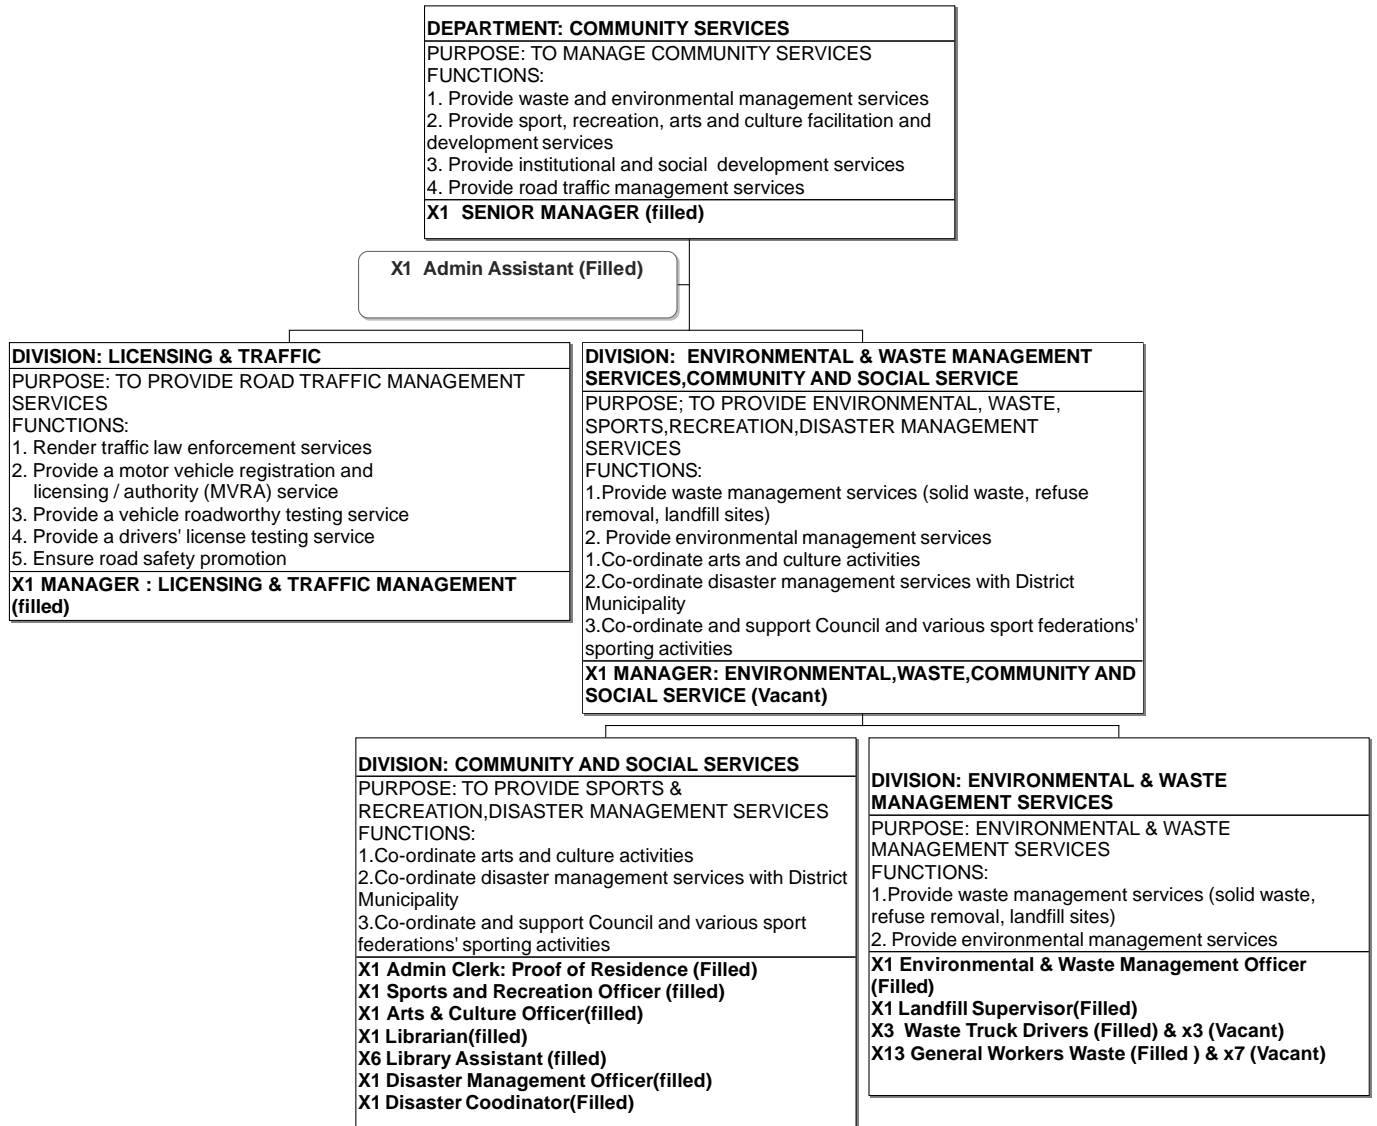 DEPARTMENT: COMMUNITY SERVICES
PURPOSE: TO MANAGE COMMUNITY SERVICES
FUNCTIONS:
1. Provide waste and environmental management services
2. Provide sport, recreation, arts and culture facilitation and
development services
3. Provide institutional and social development services
4. Provide road traffic management services
X1 SENIOR MANAGER (filled)
X1 Admin Assistant (Filled)
DIVISION: LICENSING & TRAFFIC
PURPOSE: TO PROVIDE ROAD TRAFFIC MANAGEMENT
SERVICES
FUNCTIONS:
1. Render traffic law enforcement services
2. Provide a motor vehicle registration and
licensing / authority (MVRA) service
3. Provide a vehicle roadworthy testing service
4. Provide a drivers' license testing service
5. Ensure road safety promotion
X1 MANAGER : LICENSING & TRAFFIC MANAGEMENT
(filled)
DIVISION: ENVIRONMENTAL & WASTE MANAGEMENT
SERVICES,COMMUNITY AND SOCIAL SERVICE
PURPOSE; TO PROVIDE ENVIRONMENTAL, WASTE,
SPORTS,RECREATION,DISASTER MANAGEMENT
SERVICES
FUNCTIONS:
1.Provide waste management services (solid waste, refuse
removal, landfill sites)
2. Provide environmental management services
1.Co-ordinate arts and culture activities
2.Co-ordinate disaster management services with District
Municipality
3.Co-ordinate and support Council and various sport federations'
sporting activities
X1 MANAGER: ENVIRONMENTAL,WASTE,COMMUNITY AND
SOCIAL SERVICE (Vacant)
DIVISION: COMMUNITY AND SOCIAL SERVICES
PURPOSE: TO PROVIDE SPORTS &
RECREATION,DISASTER MANAGEMENT SERVICES
FUNCTIONS:
1.Co-ordinate arts and culture activities
2.Co-ordinate disaster management services with District
Municipality
3.Co-ordinate and support Council and various sport
federations' sporting activities
X1 Admin Clerk: Proof of Residence (Filled)
X1 Sports and Recreation Officer (filled)
X1 Arts & Culture Officer(filled)
X1 Librarian(filled)
X6 Library Assistant (filled)
X1 Disaster Management Officer(filled)
X1 Disaster Coodinator(Filled)
DIVISION: ENVIRONMENTAL & WASTE
MANAGEMENT SERVICES
PURPOSE: ENVIRONMENTAL & WASTE
MANAGEMENT SERVICES
FUNCTIONS:
1.Provide waste management services (solid waste,
refuse removal, landfill sites)
2. Provide environmental management services
X1 Environmental & Waste Management Officer
(Filled)
X1 Landfill Supervisor(Filled)
X3 Waste Truck Drivers (Filled) & x3 (Vacant)
X13 General Workers Waste (Filled ) & x7 (Vacant)